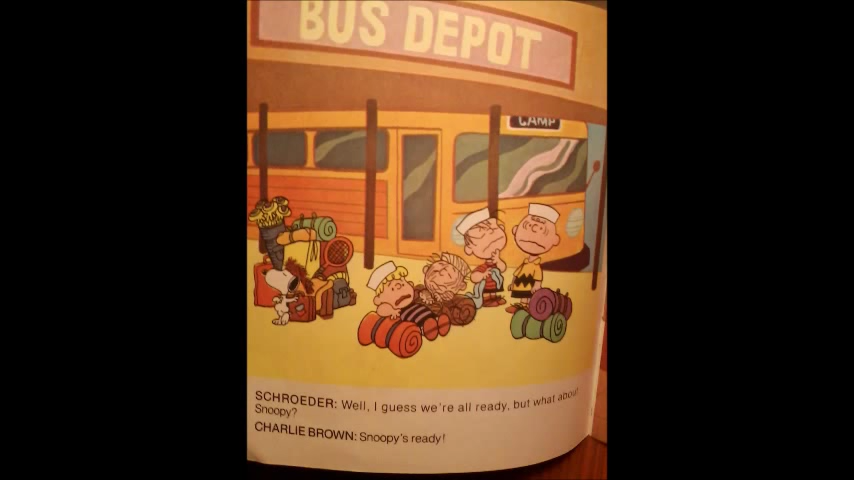 BUS DEPOT
CAMP
SCHROEDER: Well, I guess we're all ready, but what about
Snoopy?
CHARLIE BROWN: Snoopy's ready!